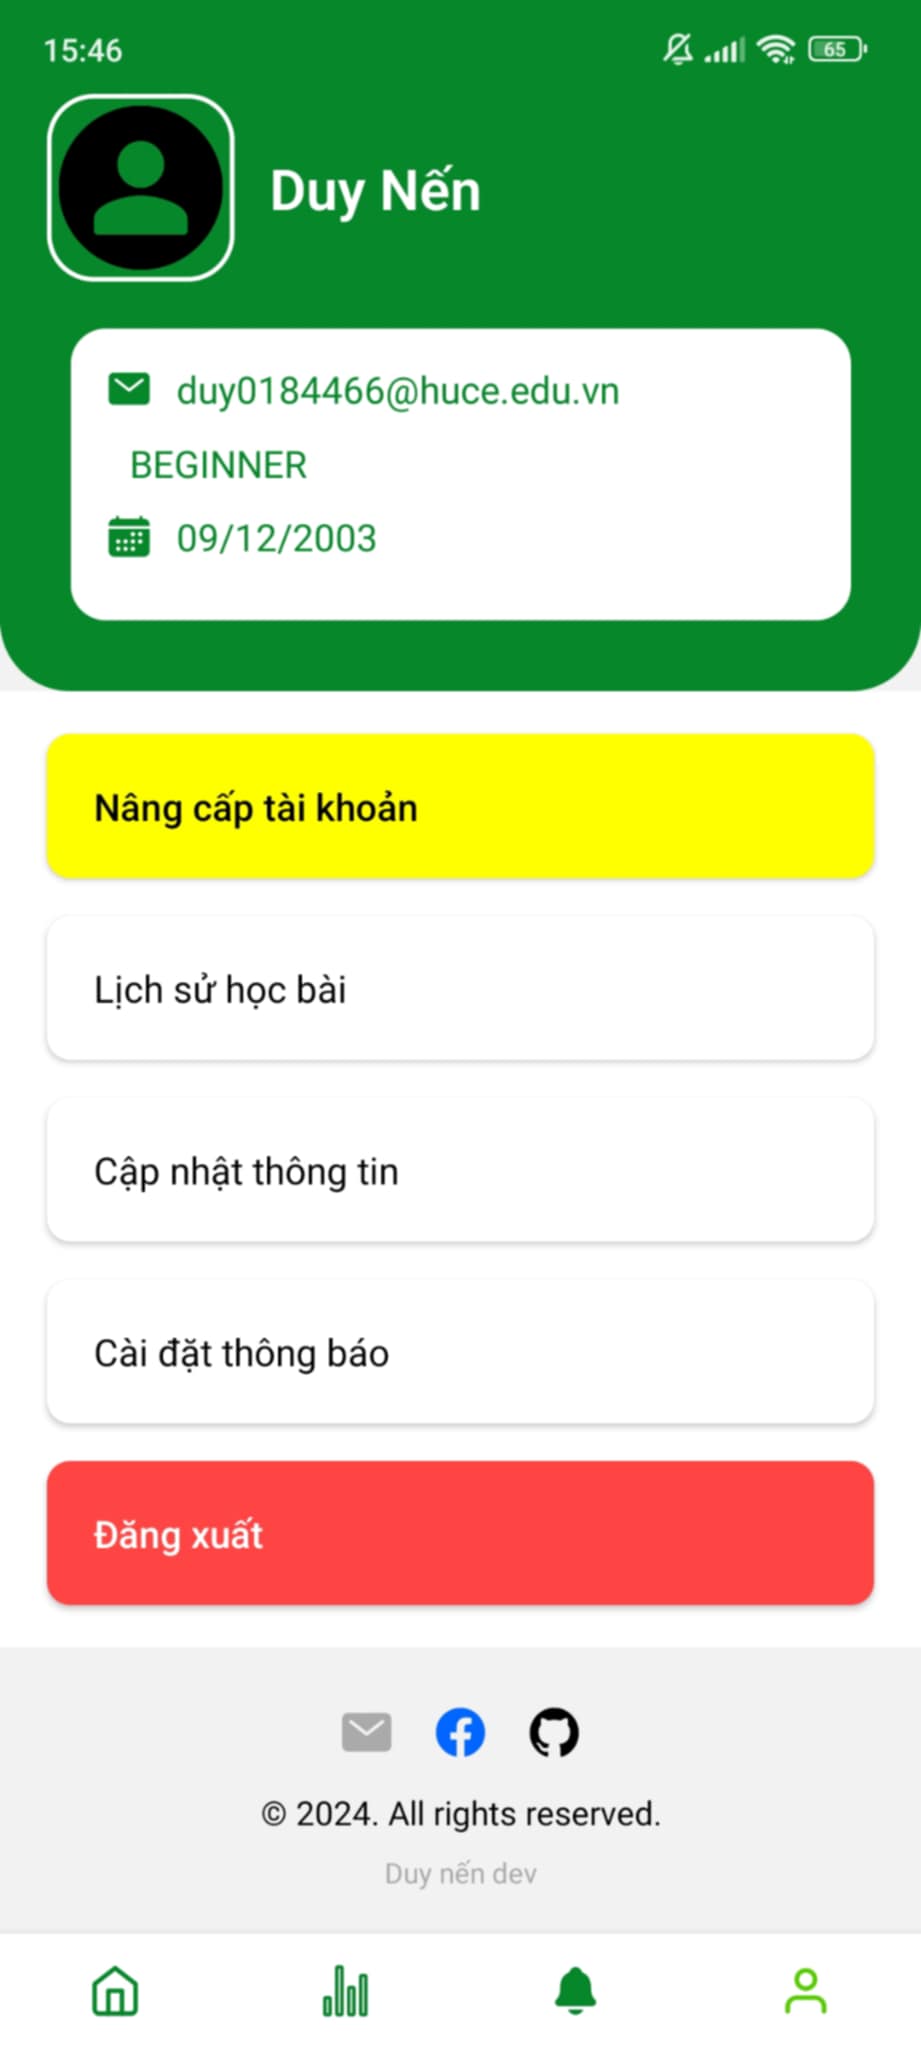 15:46
65
Duy Nến
duy0184466@huce.edu.vn
BEGINNER
09/12/2003
Nâng cấp tài khoản
Lịch sử học bài
Cập nhật thông tin
Cài đặt thông báo
Đăng xuất
© 2024. All rights reserved.
Duy nến dev